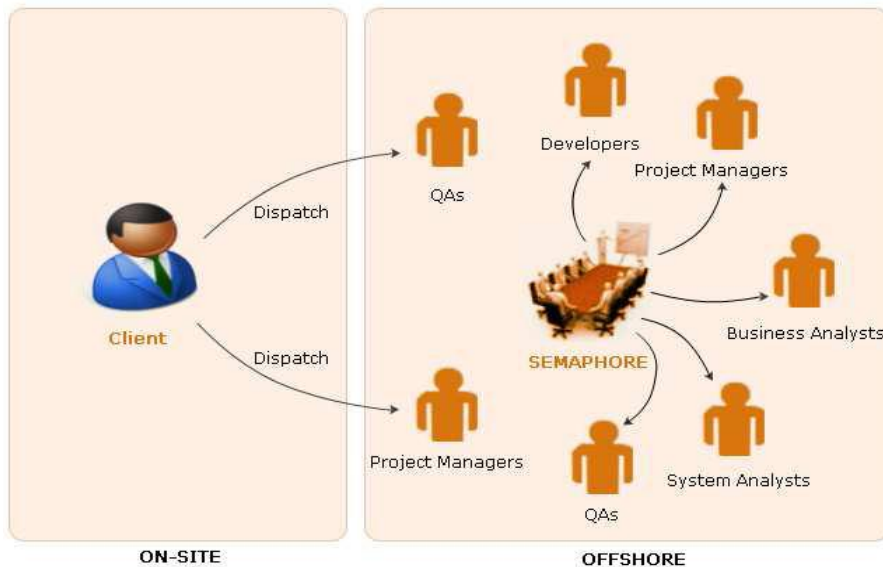 Developers
Project Managers
QAs
Dispatch
Business Analysts
Client
Dispatch
SEMAPHORE
Project Managers
System Analysts
QAs
ON-SITE
OFFSHORE